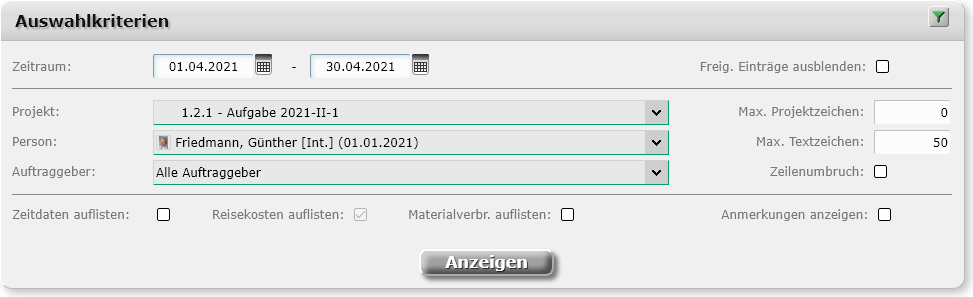 Auswahlkriterien
Zeitraum: 01.04.2021 - 30.04.2021 Freig. Einträge ausblenden:
Projekt: 1.2.1 - Aufgabe 2021-II-1 Max. Projektzeichen: 0
Person: Friedmann, Günther [Int.] (01.01.2021) Max. Textzeichen: 50
Auftraggeber: Alle Auftraggeber Zeilenumbruch:
Zeitdaten auflisten: Reisekosten auflisten: Materialverbr. auflisten: Anmerkungen anzeigen:
Anzeigen